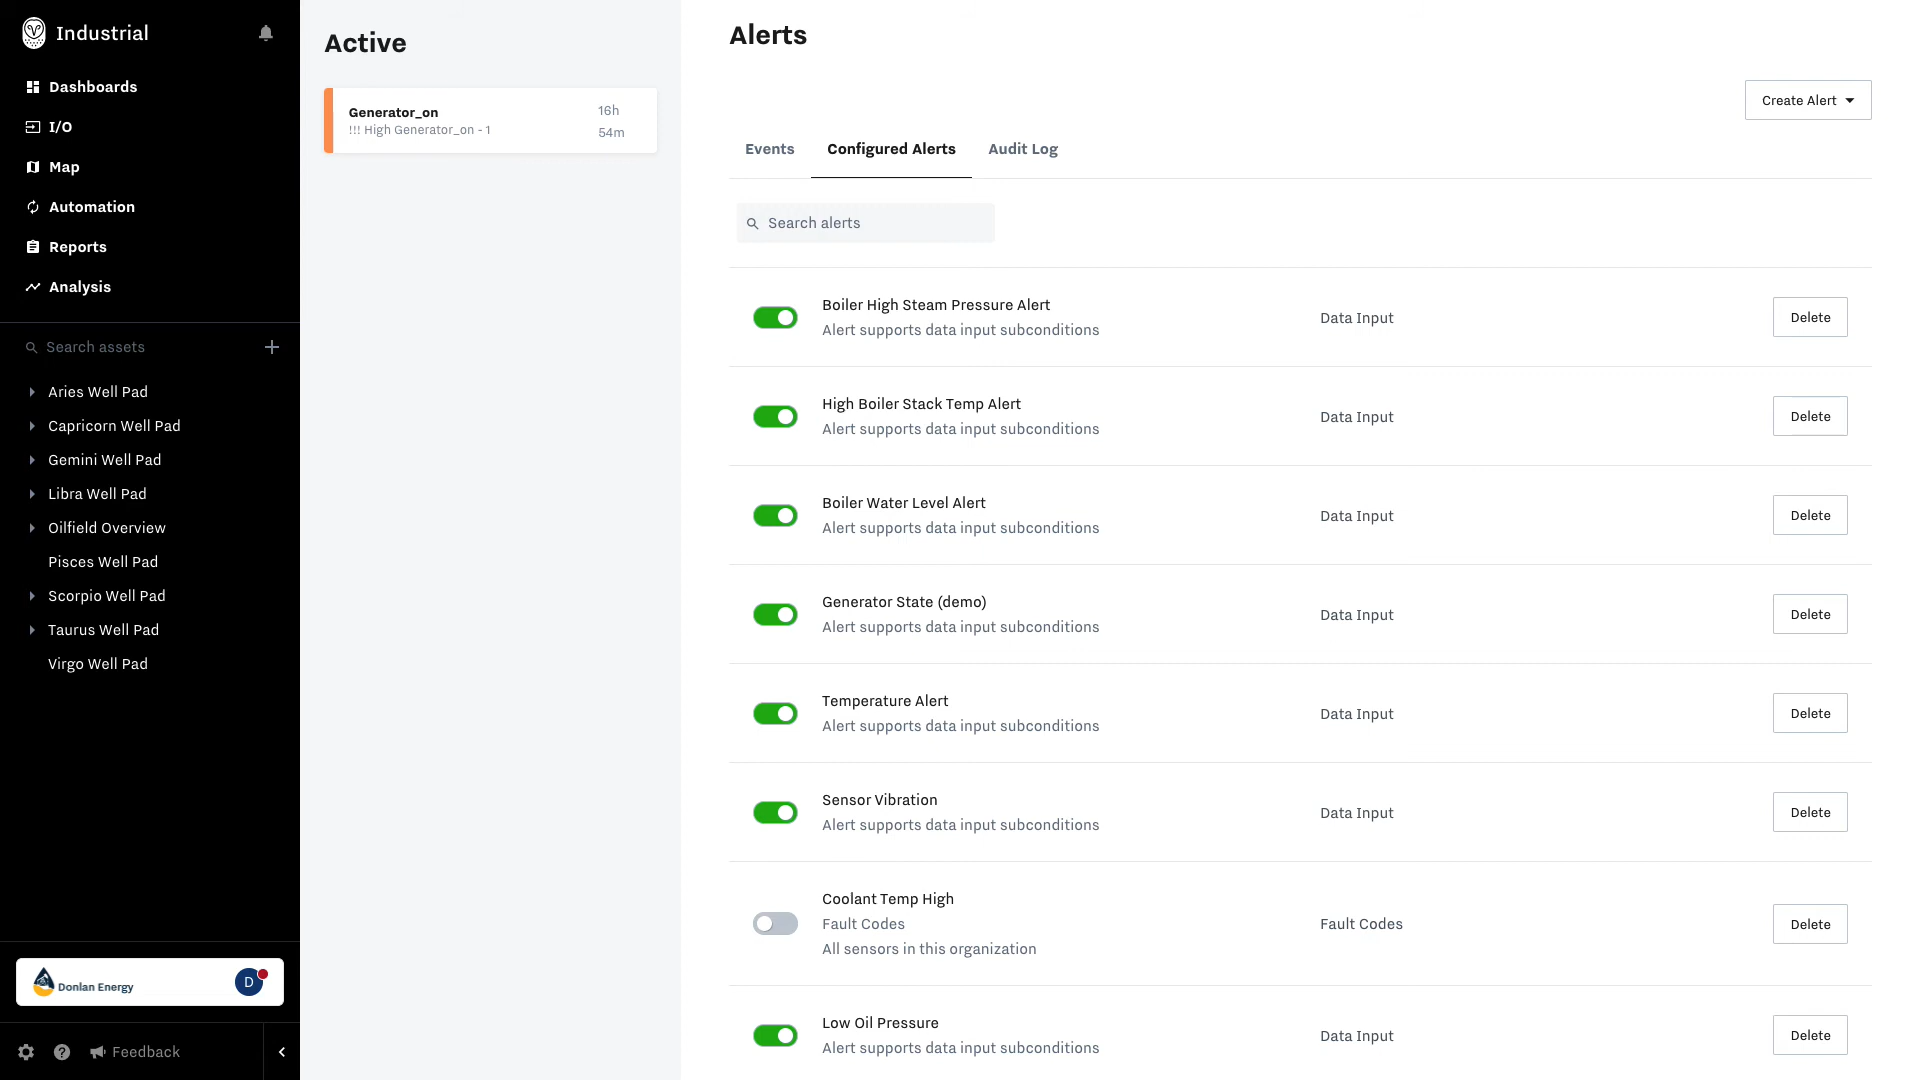 Industrial
Dashboards
I/O
Map
Automation
Reports
Analysis
Search assets
Aries Well Pad
Capricorn Well Pad
Gemini Well Pad
Libra Well Pad
Oilfield Overview
Pisces Well Pad
Scorpio Well Pad
Taurus Well Pad
Virgo Well Pad
Donlan Energy
D
Feedback
Active
Generator_on
16h
!!! High Generator_on - 1
54m
Alerts
Create Alert
Events
Configured Alerts
Audit Log
Search alerts
Boiler High Steam Pressure Alert
Alert supports data input subconditions
Data Input
Delete
High Boiler Stack Temp Alert
Alert supports data input subconditions
Data Input
Delete
Boiler Water Level Alert
Alert supports data input subconditions
Data Input
Delete
Generator State (demo)
Alert supports data input subconditions
Data Input
Delete
Temperature Alert
Alert supports data input subconditions
Data Input
Delete
Sensor Vibration
Alert supports data input subconditions
Data Input
Delete
Coolant Temp High
Fault Codes
All sensors in this organization
Fault Codes
Delete
Low Oil Pressure
Alert supports data input subconditions
Data Input
Delete